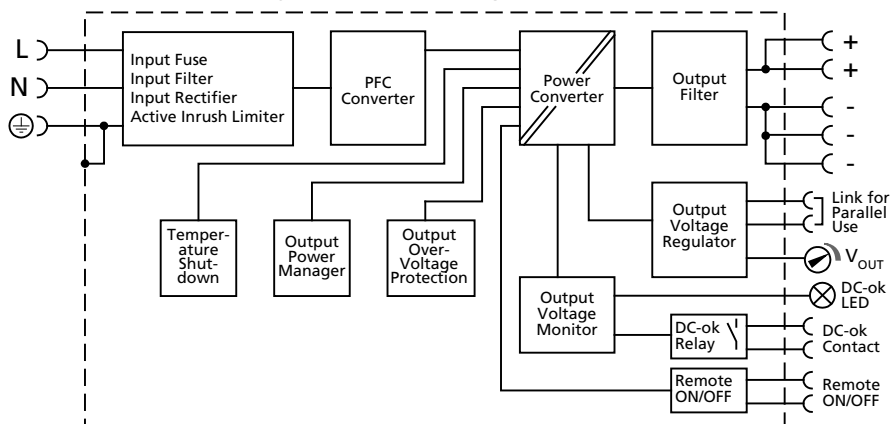 L
N
Input Fuse
Input Filter
Input Rectifier
Active Inrush Limiter
PFC
Converter
Power
Converter
Output
Filter
+
+
-
-
-
Temper-
ature
Shut-
down
Output
Power
Manager
Output
Over-
Voltage
Protection
Output
Voltage
Regulator
Link for
Parallel
Use
VOUT
Output
Voltage
Monitor
DC-ok
LED
DC-ok
Relay
DC-ok
Contact
Remote
ON/OFF
Remote
ON/OFF